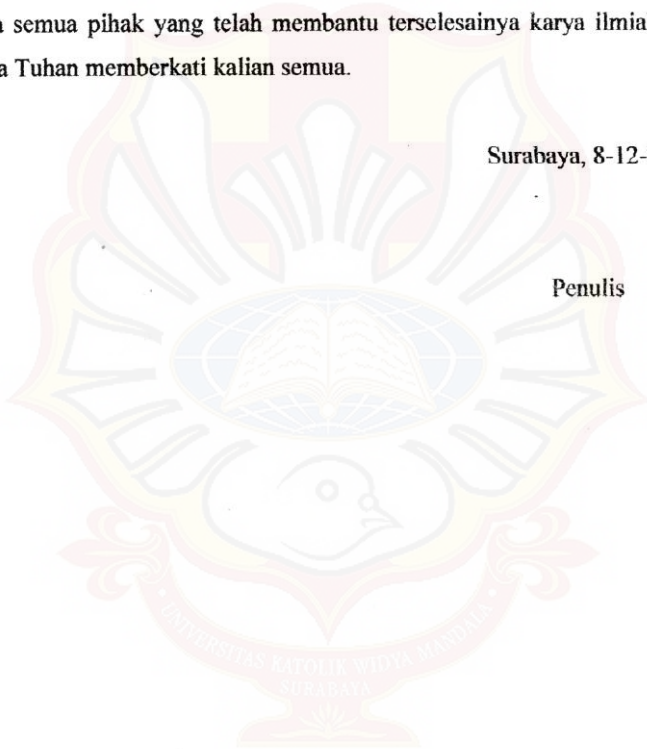 semua pihak yang telah membantu terselesainya karya ilmia
Tuhan memberkati kalian semua.
Surabaya, 8-12-
Penulis
UNIVERSITAS KATOLIK WIDYA MANDALA
SURABAYA